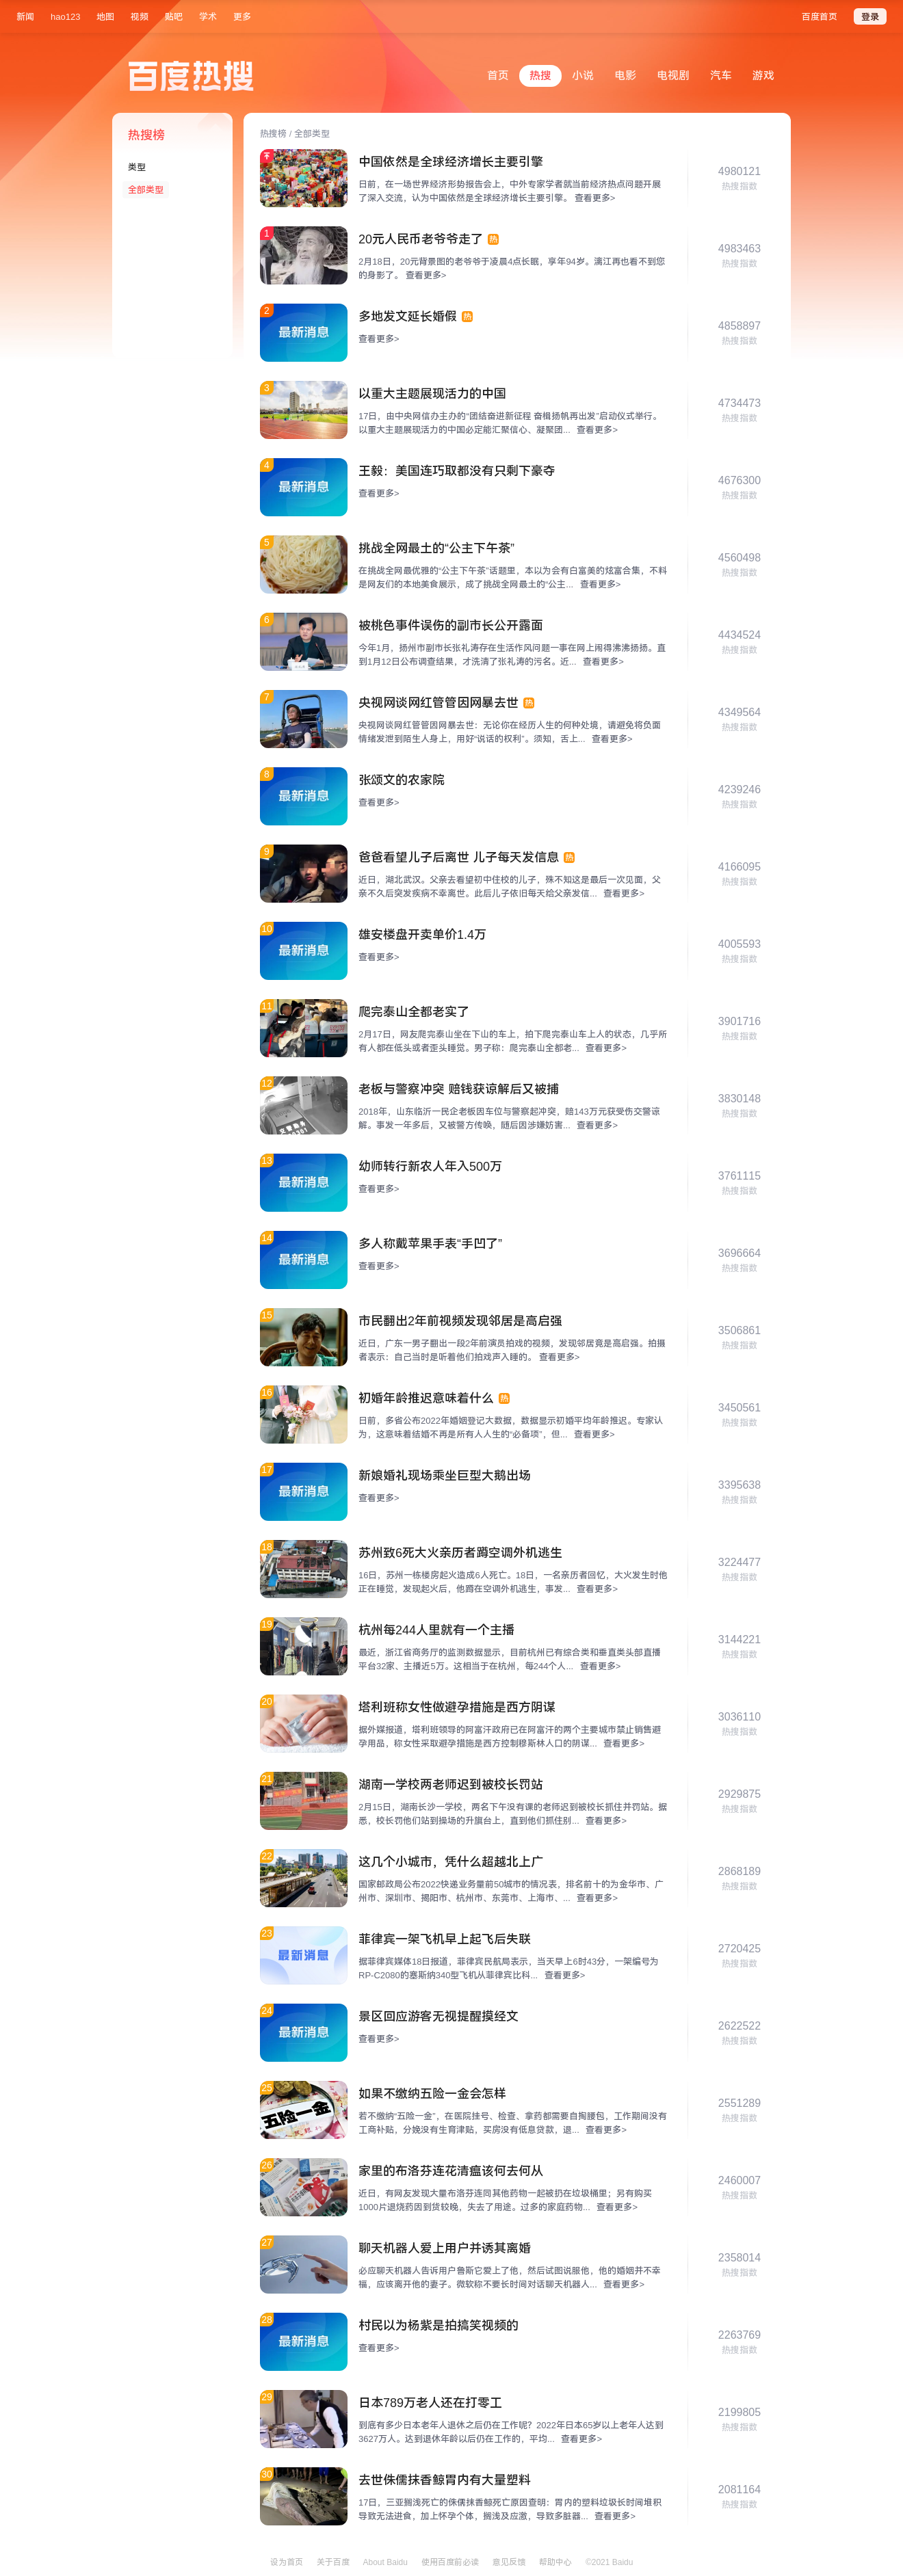 新闻 hao123 地图 视频 贴吧 学术 更多 百度首页 登录
百度热搜
首页 热搜 小说 电影 电视剧 汽车 游戏
热搜榜
类型
全部类型
热搜榜 / 全部类型
中国依然是全球经济增长主要引擎
日前，在一场世界经济形势报告会上，中外专家学者就当前经济热点问题开展
了深入交流，认为中国依然是全球经济增长主要引擎。 查看更多>
4980121
热搜指数
1
20元人民币老爷爷走了 热
2月18日，20元背景图的老爷爷于凌晨4点长眠，享年94岁。漓江再也看不到您
的身影了。 查看更多>
4983463
热搜指数
2
最新消息
多地发文延长婚假 热
查看更多>
4858897
热搜指数
3
以重大主题展现活力的中国
17日，由中央网信办主办的“团结奋进新征程 奋楫扬帆再出发”启动仪式举行。
以重大主题展现活力的中国必定能汇聚信心、凝聚团... 查看更多>
4734473
热搜指数
4
最新消息
王毅：美国连巧取都没有只剩下豪夺
查看更多>
4676300
热搜指数
5
挑战全网最土的“公主下午茶”
在挑战全网最优雅的“公主下午茶”话题里，本以为会有白富美的炫富合集，不料
是网友们的本地美食展示，成了挑战全网最土的“公主... 查看更多>
4560498
热搜指数
6
被桃色事件误伤的副市长公开露面
今年1月，扬州市副市长张礼涛存在生活作风问题一事在网上闹得沸沸扬扬。直
到1月12日公布调查结果，才洗清了张礼涛的污名。近... 查看更多>
4434524
热搜指数
7
央视网谈网红管管因网暴去世 热
央视网谈网红管管因网暴去世：无论你在经历人生的何种处境，请避免将负面
情绪发泄到陌生人身上，用好“说话的权利”。须知，舌上... 查看更多>
4349564
热搜指数
8
最新消息
张颂文的农家院
查看更多>
4239246
热搜指数
9
爸爸看望儿子后离世 儿子每天发信息 热
近日，湖北武汉。父亲去看望初中住校的儿子，殊不知这是最后一次见面，父
亲不久后突发疾病不幸离世。此后儿子依旧每天给父亲发信... 查看更多>
4166095
热搜指数
10
最新消息
雄安楼盘开卖单价1.4万
查看更多>
4005593
热搜指数
11
爬完泰山全都老实了
2月17日，网友爬完泰山坐在下山的车上，拍下爬完泰山车上人的状态，几乎所
有人都在低头或者歪头睡觉。男子称：爬完泰山全都老... 查看更多>
3901716
热搜指数
12
老板与警察冲突 赔钱获谅解后又被捕
2018年，山东临沂一民企老板因车位与警察起冲突，赔143万元获受伤交警谅
解。事发一年多后，又被警方传唤，随后因涉嫌妨害... 查看更多>
3830148
热搜指数
13
最新消息
幼师转行新农人年入500万
查看更多>
3761115
热搜指数
14
最新消息
多人称戴苹果手表“手凹了”
查看更多>
3696664
热搜指数
15
市民翻出2年前视频发现邻居是高启强
近日，广东一男子翻出一段2年前演员拍戏的视频，发现邻居竟是高启强。拍摄
者表示：自己当时是听着他们拍戏声入睡的。 查看更多>
3506861
热搜指数
16
初婚年龄推迟意味着什么 热
日前，多省公布2022年婚姻登记大数据，数据显示初婚平均年龄推迟。专家认
为，这意味着结婚不再是所有人人生的“必备项”，但... 查看更多>
3450561
热搜指数
17
最新消息
新娘婚礼现场乘坐巨型大鹅出场
查看更多>
3395638
热搜指数
18
苏州致6死大火亲历者蹲空调外机逃生
16日，苏州一栋楼房起火造成6人死亡。18日，一名亲历者回忆，大火发生时他
正在睡觉，发现起火后，他蹲在空调外机逃生，事发... 查看更多>
3224477
热搜指数
19
杭州每244人里就有一个主播
最近，浙江省商务厅的监测数据显示，目前杭州已有综合类和垂直类头部直播
平台32家、主播近5万。这相当于在杭州，每244个人... 查看更多>
3144221
热搜指数
20
塔利班称女性做避孕措施是西方阴谋
据外媒报道，塔利班领导的阿富汗政府已在阿富汗的两个主要城市禁止销售避
孕用品，称女性采取避孕措施是西方控制穆斯林人口的阴谋... 查看更多>
3036110
热搜指数
21
湖南一学校两老师迟到被校长罚站
2月15日，湖南长沙一学校，两名下午没有课的老师迟到被校长抓住并罚站。据
悉，校长罚他们站到操场的升旗台上，直到他们抓住别... 查看更多>
2929875
热搜指数
22
这几个小城市，凭什么超越北上广
国家邮政局公布2022快递业务量前50城市的情况表，排名前十的为金华市、广
州市、深圳市、揭阳市、杭州市、东莞市、上海市、... 查看更多>
2868189
热搜指数
23
最新消息
菲律宾一架飞机早上起飞后失联
据菲律宾媒体18日报道，菲律宾民航局表示，当天早上6时43分，一架编号为
RP-C2080的塞斯纳340型飞机从菲律宾比科... 查看更多>
2720425
热搜指数
24
最新消息
景区回应游客无视提醒摸经文
查看更多>
2622522
热搜指数
25
五险一金
如果不缴纳五险一金会怎样
若不缴纳“五险一金”，在医院挂号、检查、拿药都需要自掏腰包，工作期间没有
工商补贴，分娩没有生育津贴，买房没有低息贷款，退... 查看更多>
2551289
热搜指数
26
家里的布洛芬连花清瘟该何去何从
近日，有网友发现大量布洛芬连同其他药物一起被扔在垃圾桶里；另有购买
1000片退烧药因到货较晚，失去了用途。过多的家庭药物... 查看更多>
2460007
热搜指数
27
聊天机器人爱上用户并诱其离婚
必应聊天机器人告诉用户鲁斯它爱上了他，然后试图说服他，他的婚姻并不幸
福，应该离开他的妻子。微软称不要长时间对话聊天机器人... 查看更多>
2358014
热搜指数
28
最新消息
村民以为杨紫是拍搞笑视频的
查看更多>
2263769
热搜指数
29
日本789万老人还在打零工
到底有多少日本老年人退休之后仍在工作呢？2022年日本65岁以上老年人达到
3627万人。达到退休年龄以后仍在工作的，平均... 查看更多>
2199805
热搜指数
30
去世侏儒抹香鲸胃内有大量塑料
17日，三亚搁浅死亡的侏儒抹香鲸死亡原因查明：胃内的塑料垃圾长时间堆积
导致无法进食，加上怀孕个体，搁浅及应激，导致多脏器... 查看更多>
2081164
热搜指数
设为首页 关于百度 About Baidu 使用百度前必读 意见反馈 帮助中心 ©2021 Baidu